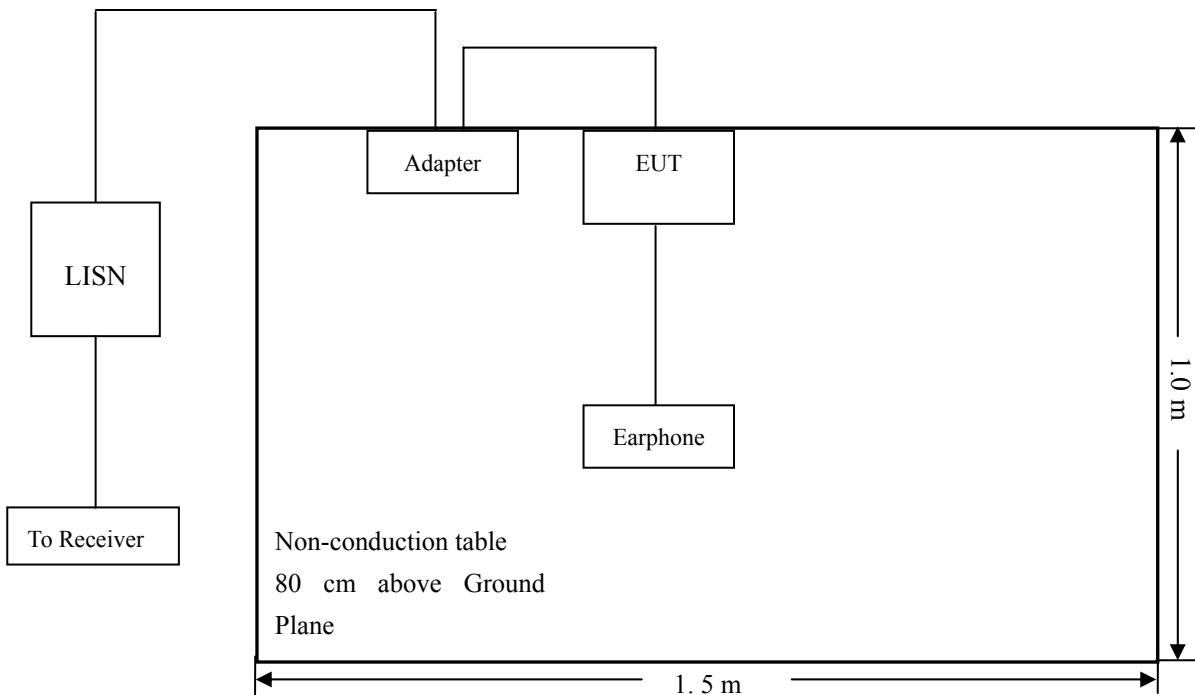 Adapter
EUT
LISN
1.0 m
Earphone
To Receiver
Non-conduction table
80 cm above Ground
Plane
1. 5 m